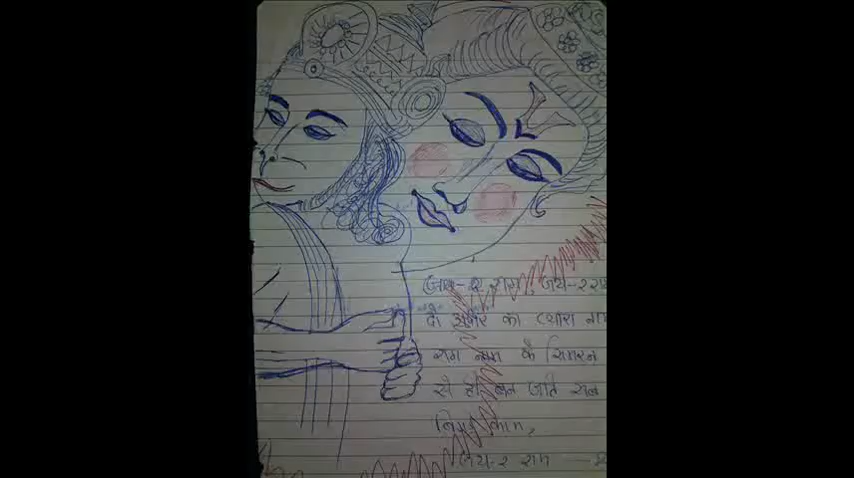 जय-२ राम, जय-२ रा
दो अक्षर का प्यारा नाम
राम नाम के सिमरन
से ही बन जाते सब
बिगड़े काम,
जय-२ राम